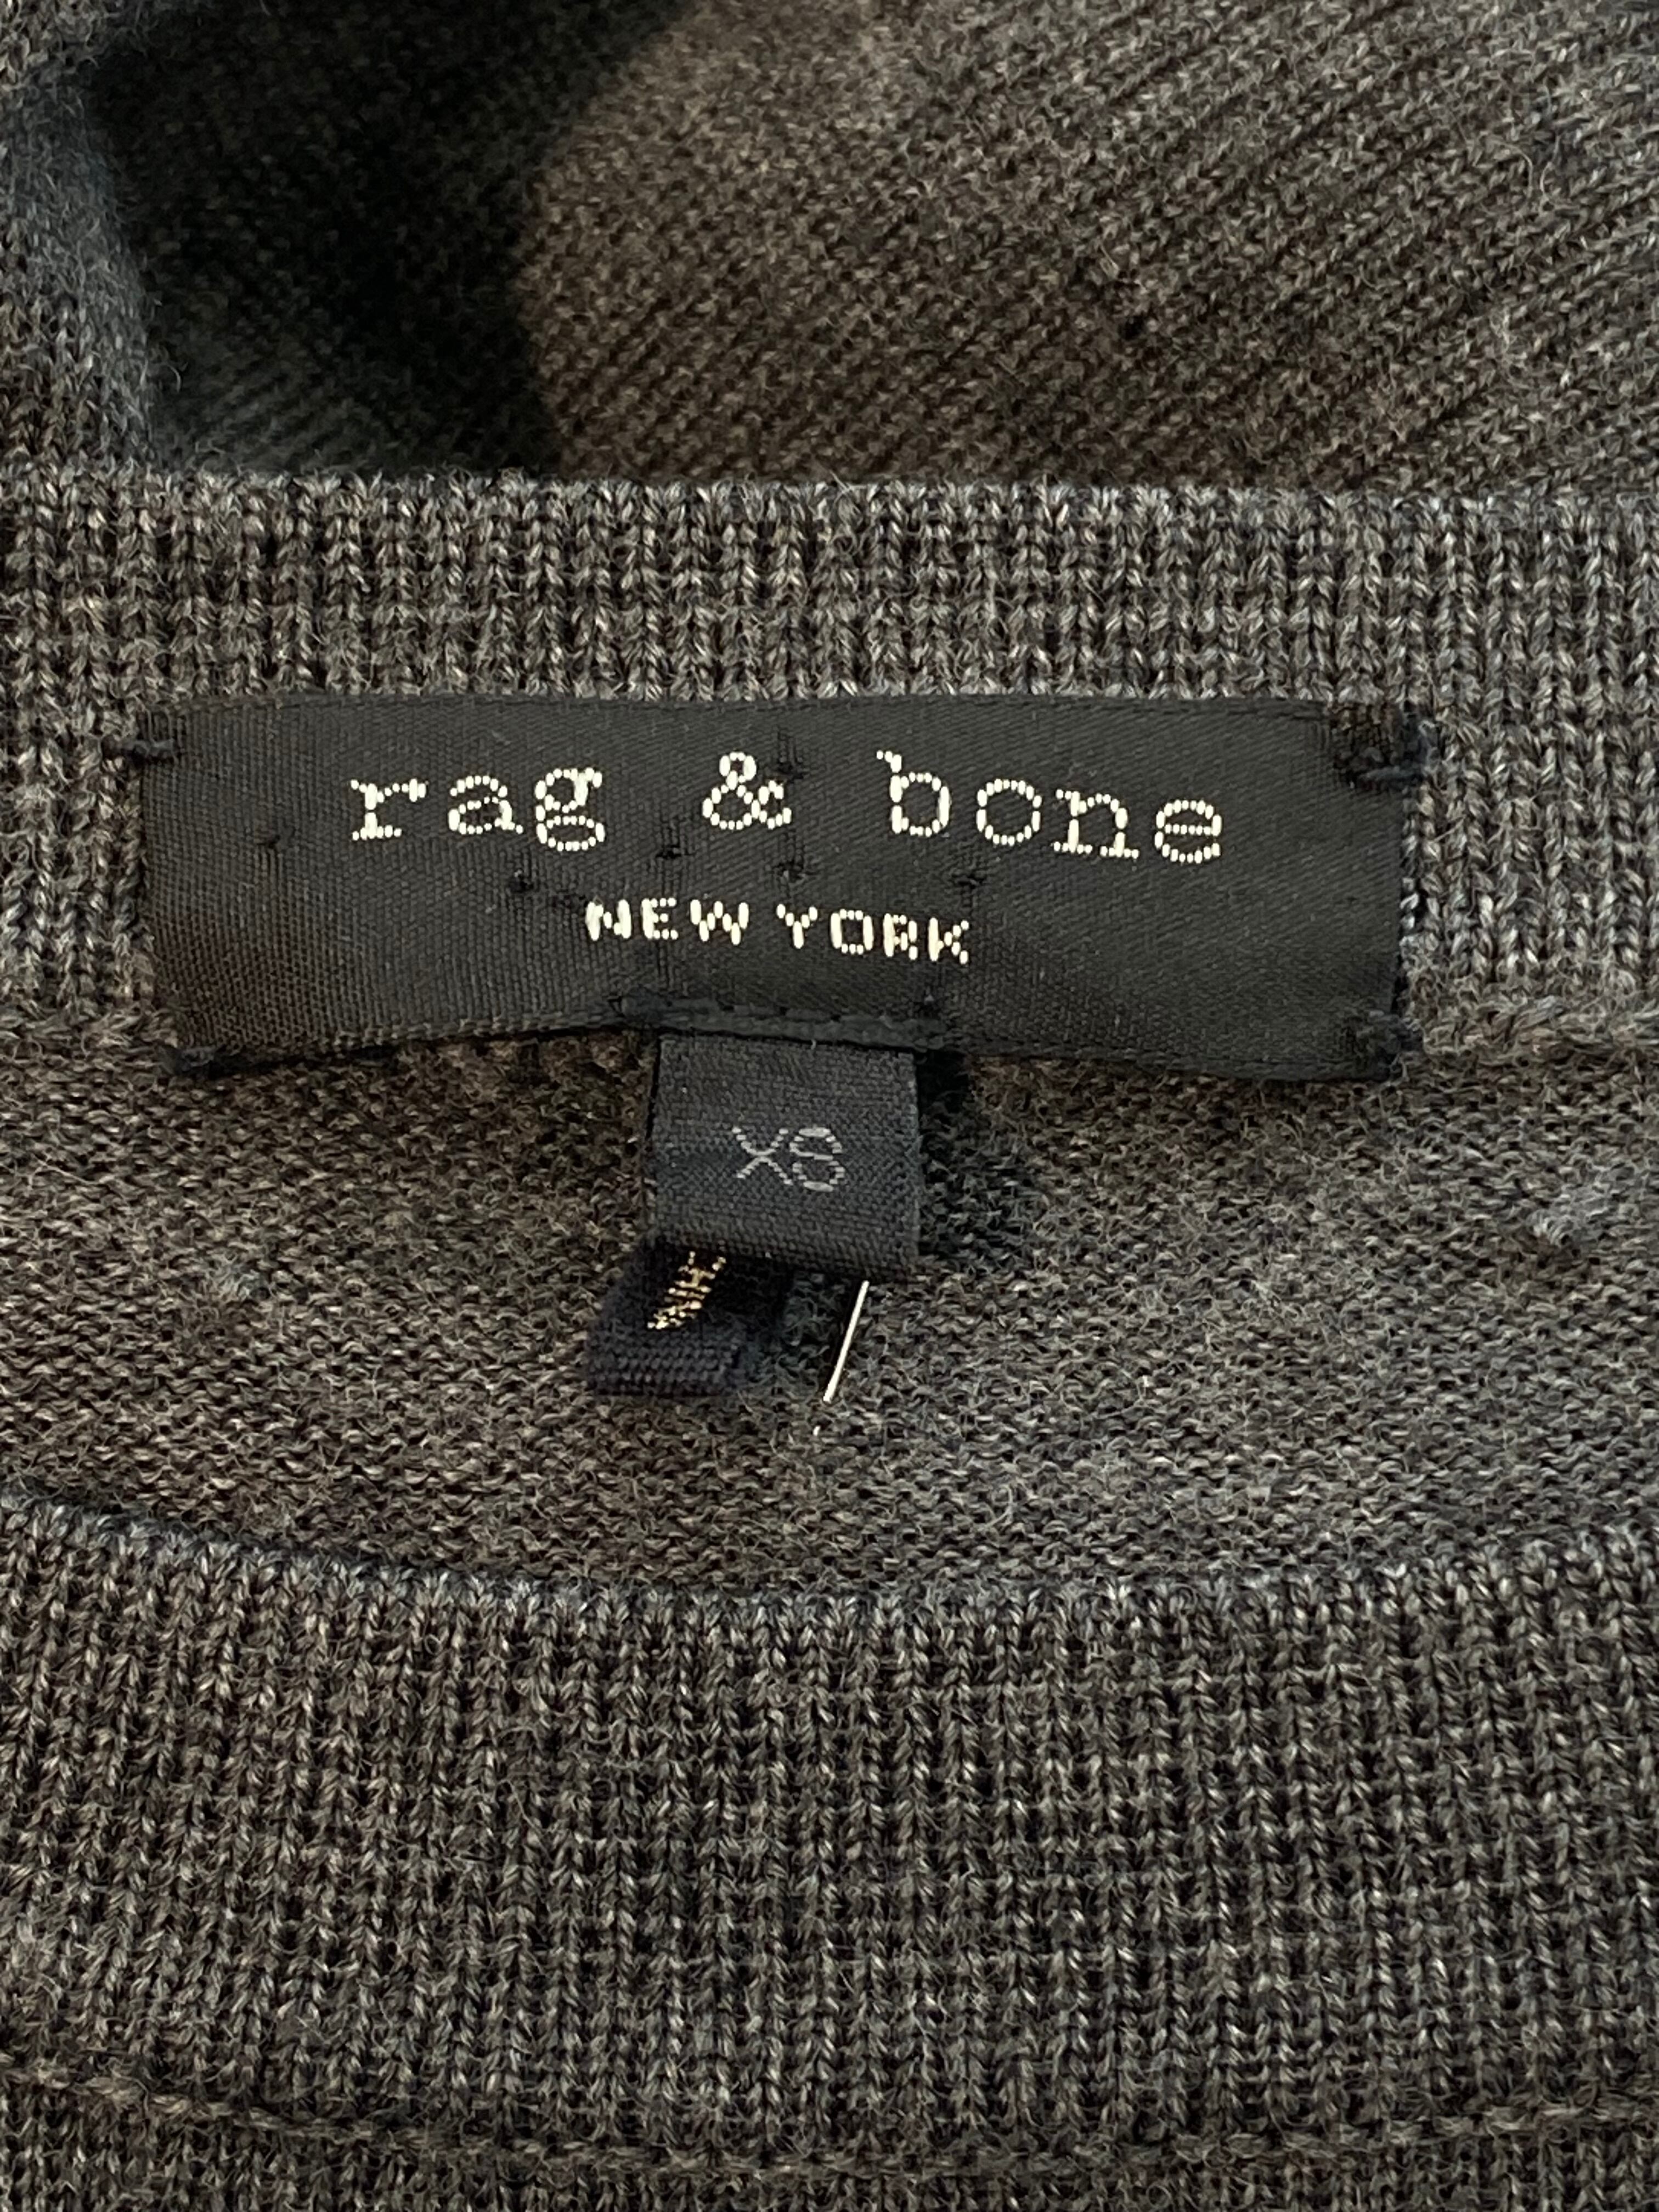 rag & bone
NEW YORK
XS